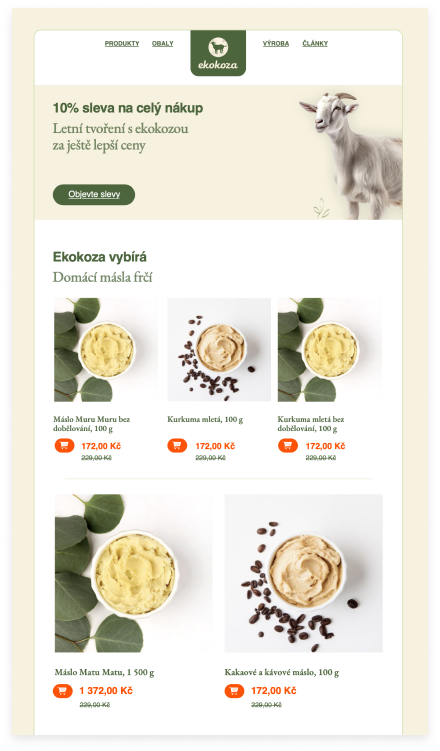 PRODUKTY OBALY VÝROBA ČLÁNKY
ekokoza
10% sleva na celý nákup
Letní tvoření s ekokozou
za ještě lepší ceny
Objevte slevy
Ekokoza vybírá
Domácí másla frčí
Máslo Muru Muru bez
dobělování, 100 g
172,00 Kč
229,00 Kč
Kurkuma mletá, 100 g
172,00 Kč
229,00 Kč
Kurkuma mletá bez
dobělování, 100 g
172,00 Kč
229,00 Kč
Máslo Matu Matu, 1 500 g
1 372,00 Kč
229,00 Kč
Kakaové a kávové máslo, 100 g
172,00 Kč
229,00 Kč